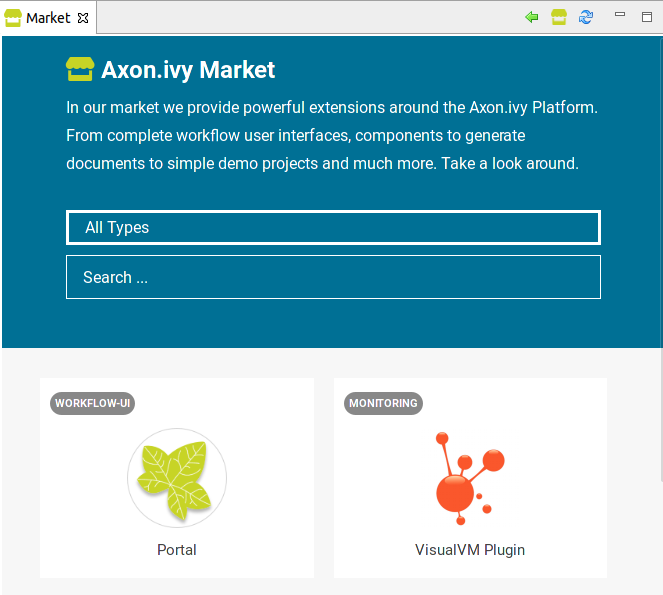 Market
Axon.ivy Market
In our market we provide powerful extensions around the Axon.ivy Platform.
From complete workflow user interfaces, components to generate
documents to simple demo projects and much more. Take a look around.
All Types
Search ...
WORKFLOW-UI
MONITORING
Portal
VisualVM Plugin